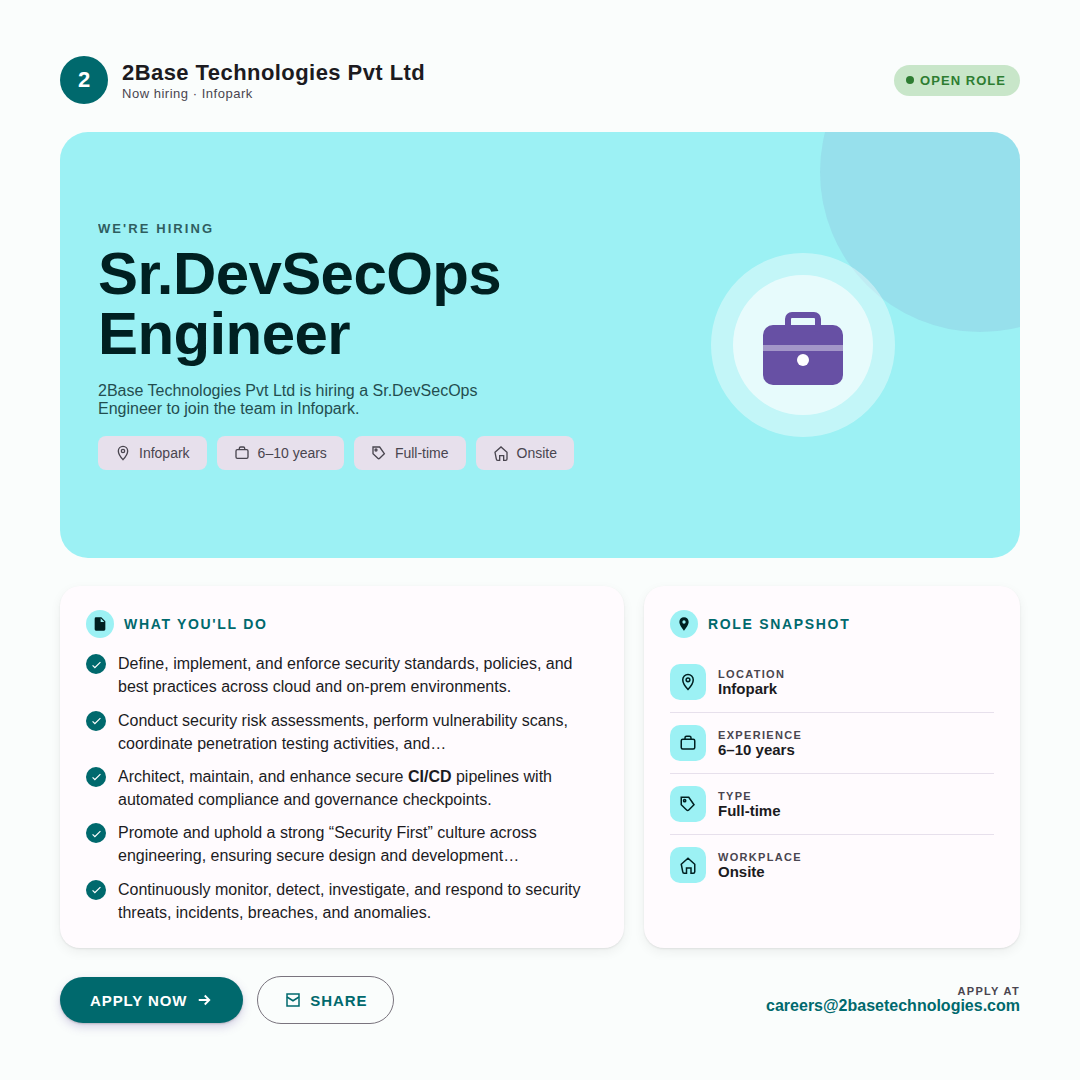 2
2Base Technologies Pvt Ltd
Now hiring · Infopark
OPEN ROLE
WE'RE HIRING
Sr.DevSecOps
Engineer
2Base Technologies Pvt Ltd is hiring a Sr.DevSecOps
Engineer to join the team in Infopark.
Infopark
6–10 years
Full-time
Onsite
WHAT YOU'LL DO
Define, implement, and enforce security standards, policies, and
best practices across cloud and on-prem environments.
Conduct security risk assessments, perform vulnerability scans,
coordinate penetration testing activities, and…
Architect, maintain, and enhance secure CI/CD pipelines with
automated compliance and governance checkpoints.
Promote and uphold a strong “Security First” culture across
engineering, ensuring secure design and development…
Continuously monitor, detect, investigate, and respond to security
threats, incidents, breaches, and anomalies.
ROLE SNAPSHOT
LOCATION
Infopark
EXPERIENCE
6–10 years
TYPE
Full-time
WORKPLACE
Onsite
APPLY NOW
SHARE
APPLY AT
careers@2basetechnologies.com